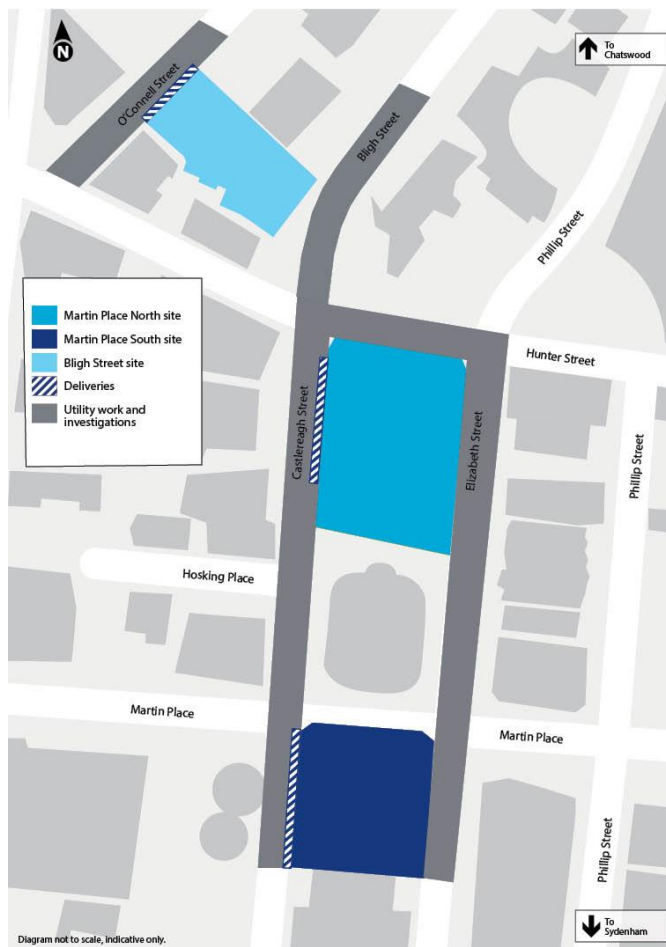 N
To
Chatswood
O'Connell Street
Bligh Street
Phillip Street
Martin Place North site
Martin Place South site
Bligh Street site
Deliveries
Utility work and
investigations
Hunter Street
Castlereagh Street
Elizabeth Street
Phillip Street
Hosking Place
Martin Place
Martin Place
Phillip Street
To
Sydenham
Diagram not to scale, indicative only.